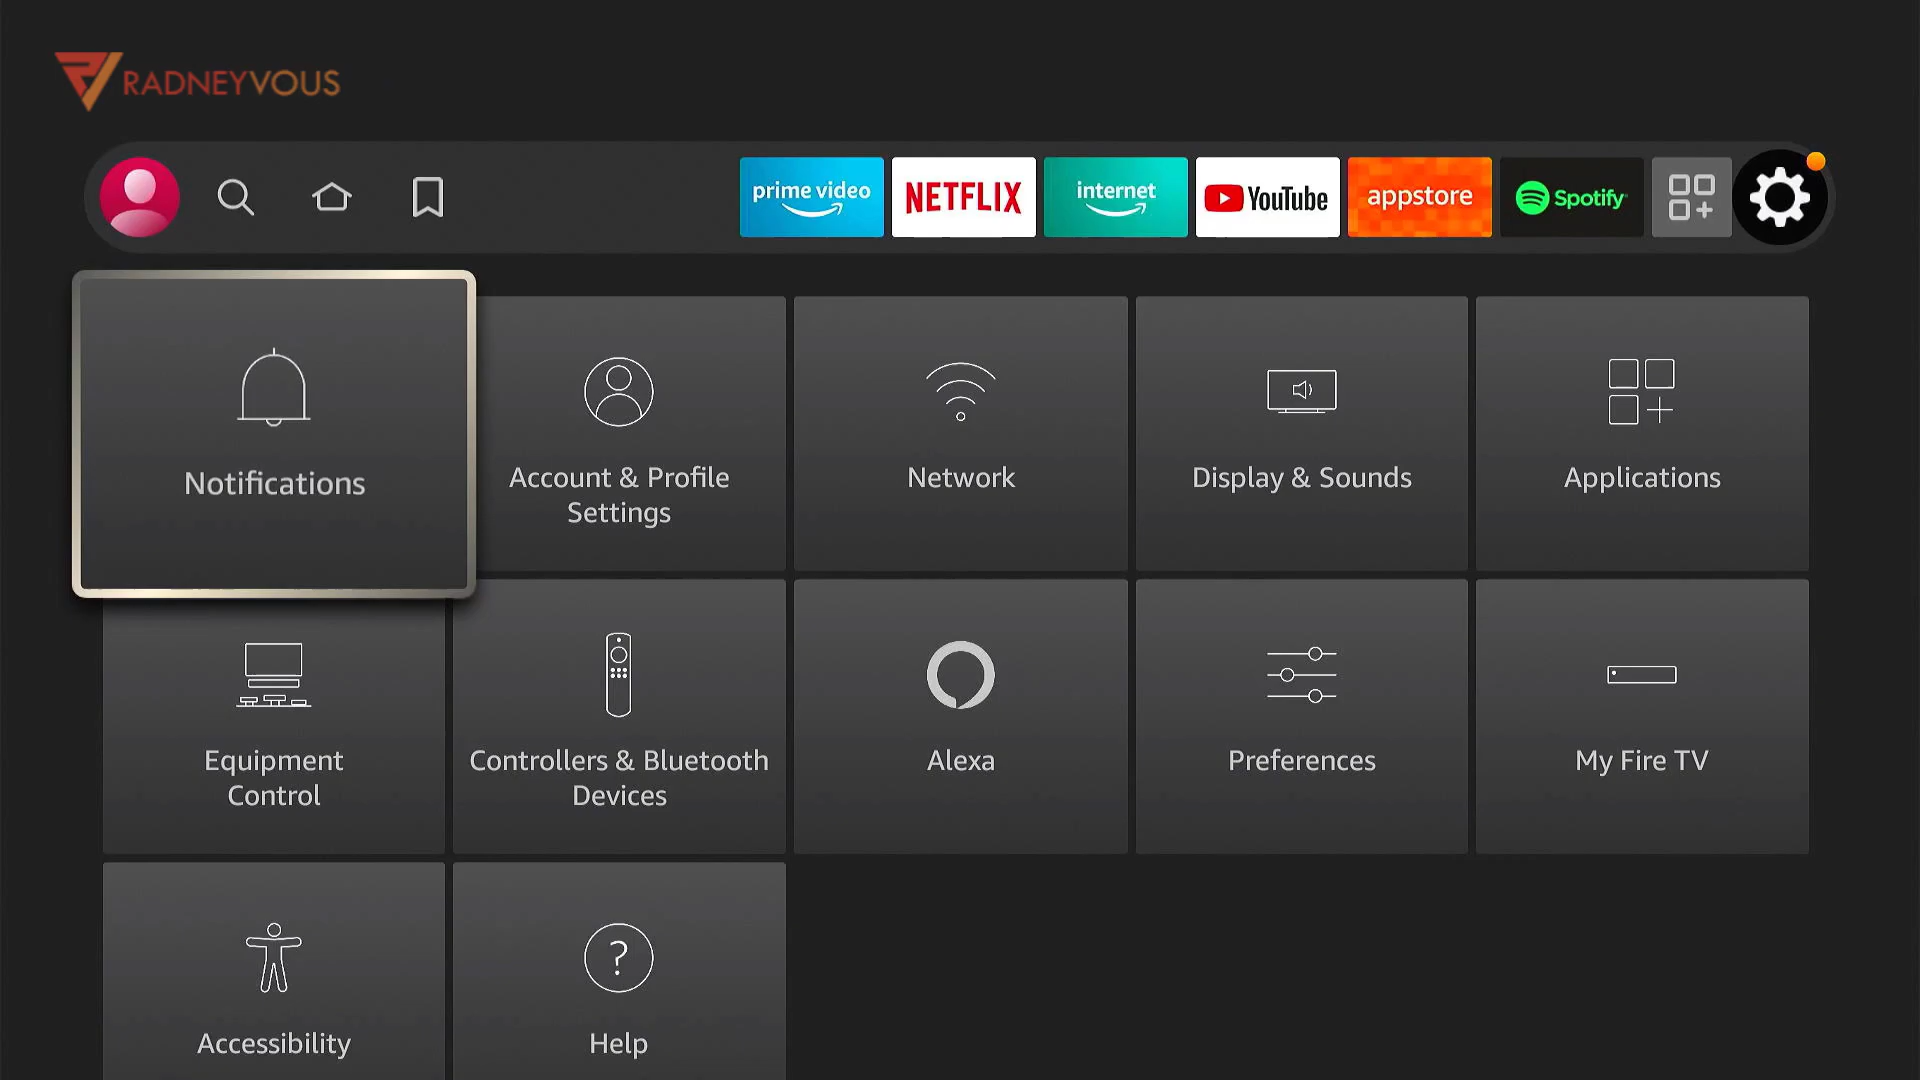 RADNEYVOUS
prime video
NETFLIX
internet
YouTube
appstore
Spotify
Notifications
Account & Profile
Settings
Network
Display & Sounds
Applications
Equipment
Control
Controllers & Bluetooth
Devices
Alexa
Preferences
My Fire TV
Accessibility
?
Help